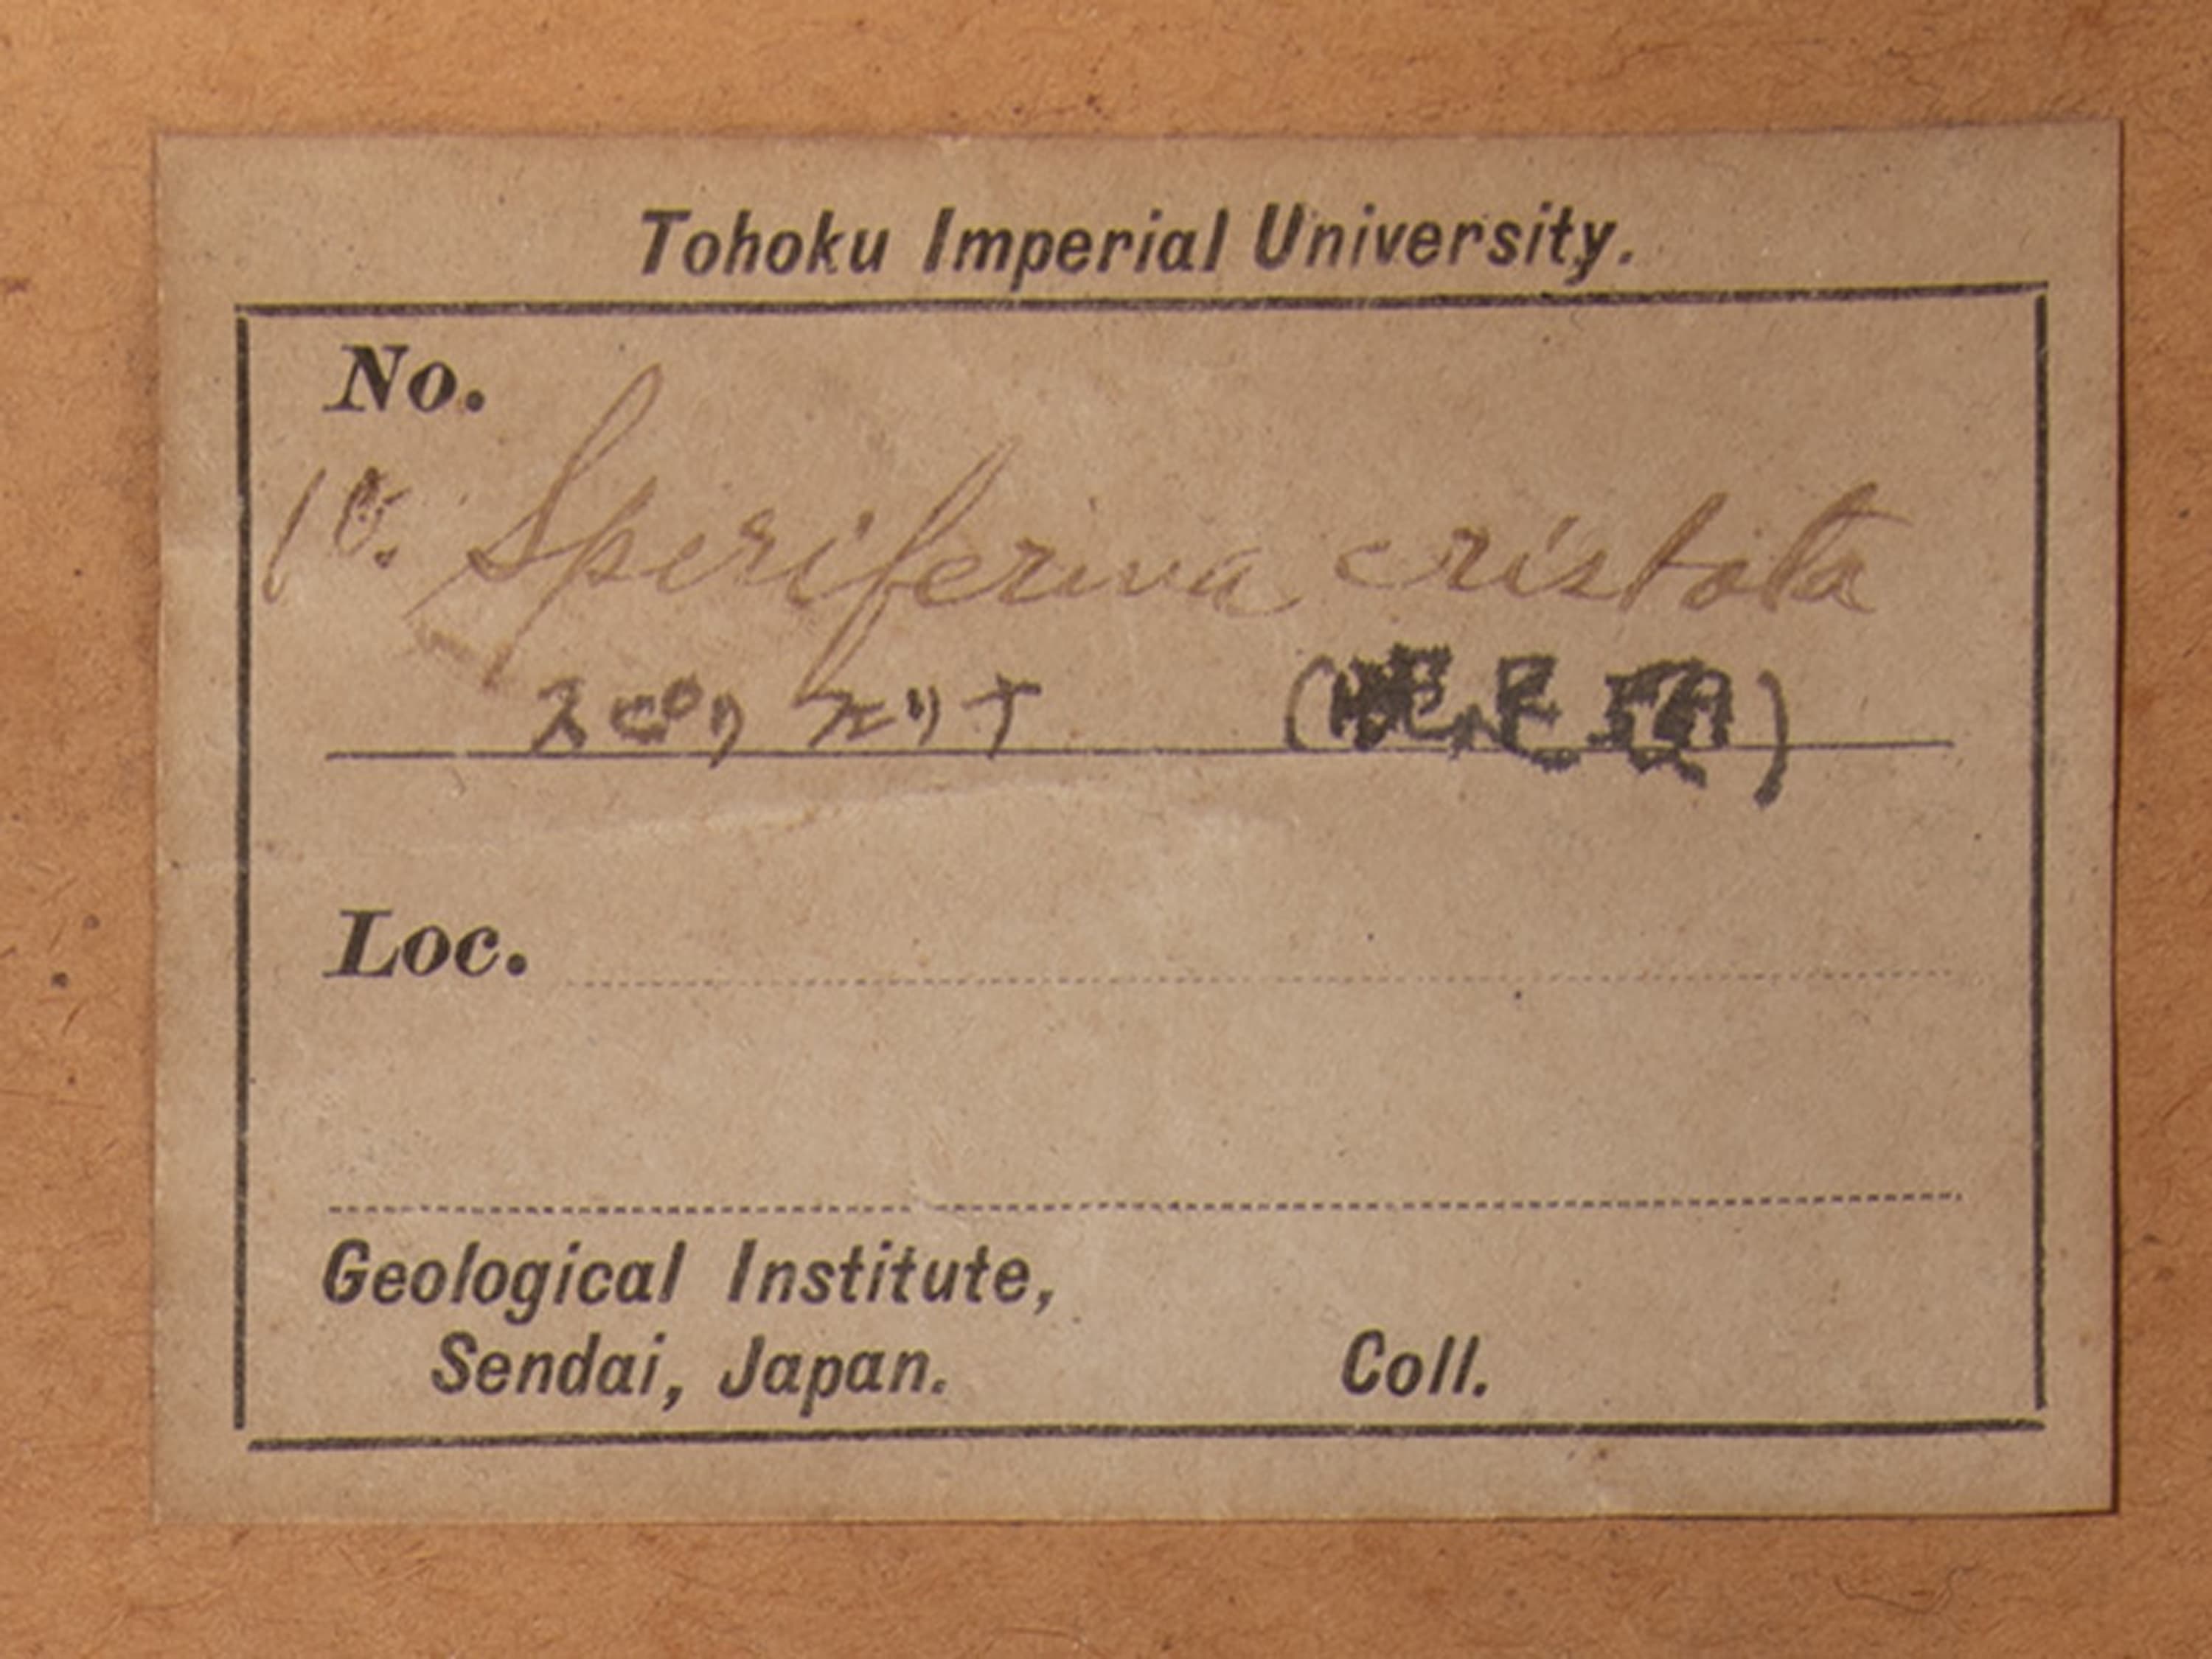 Tohoku Imperial University.
No.
10. Speriferina cristata
スピリフェリナ (腕足類)
Loc.
Geological Institute,
Sendai, Japan. Coll.